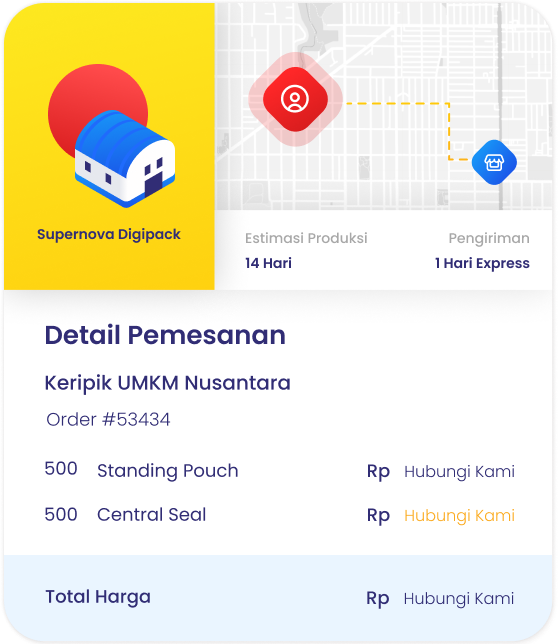 Supernova Digipack
Estimasi Produksi
14 Hari
Pengiriman
1 Hari Express
Detail Pemesanan
Keripik UMKM Nusantara
Order #53434
500 Standing Pouch Rp Hubungi Kami
500 Central Seal Rp Hubungi Kami
Total Harga Rp Hubungi Kami